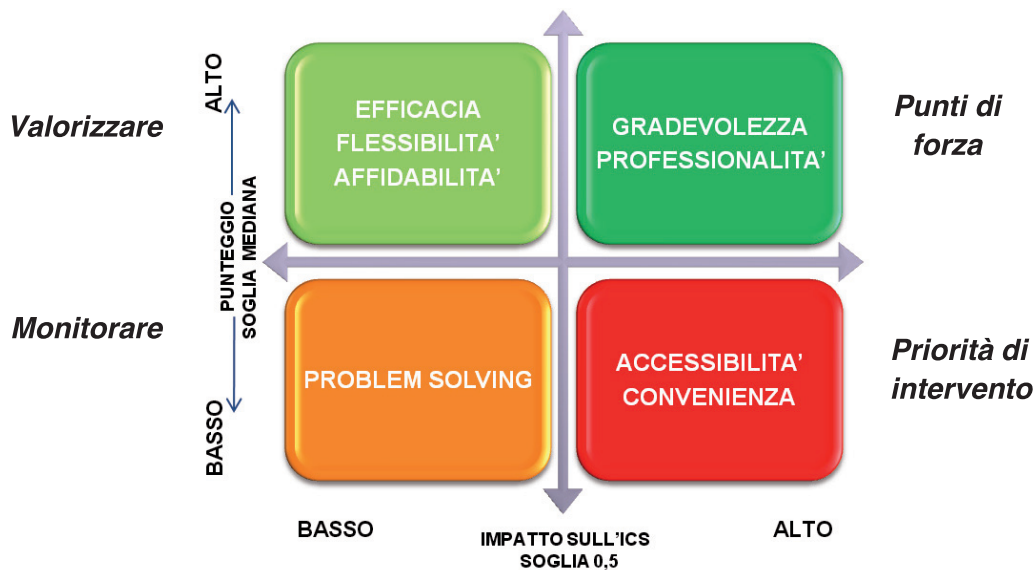 Valorizzare
ALTO
EFFICACIA
FLESSIBILITA’
AFFIDABILITA’
GRADEVOLEZZA
PROFESSIONALITA’
Punti di
forza
PUNTEGGIO
SOGLIA MEDIANA
Monitorare
BASSO
PROBLEM SOLVING
ACCESSIBILITA’
CONVENIENZA
Priorità di
intervento
BASSO
IMPATTO SULL’ICS
SOGLIA 0,5
ALTO